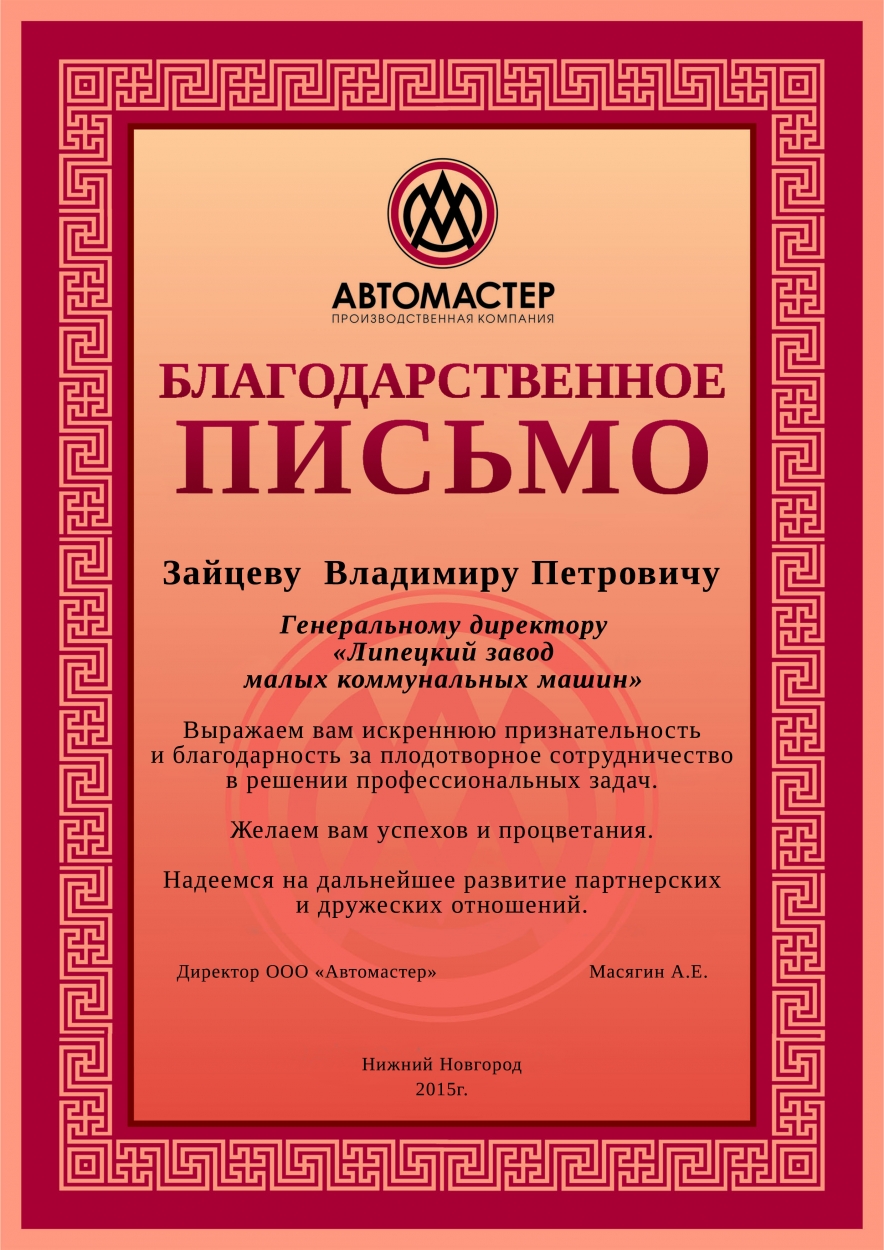 АВТОМАСТЕР
ПРОИЗВОДСТВЕННАЯ КОМПАНИЯ
БЛАГОДАРСТВЕННОЕ
ПИСЬМО
Зайцеву Владимиру Петровичу
Генеральному директору
«Липецкий завод
малых коммунальных машин»
Выражаем вам искреннюю признательность
и благодарность за плодотворное сотрудничество
в решении профессиональных задач.
Желаем вам успехов и процветания.
Надеемся на дальнейшее развитие партнерских
и дружеских отношений.
Директор ООО «Автомастер» Масягин А.Е.
Нижний Новгород
2015г.